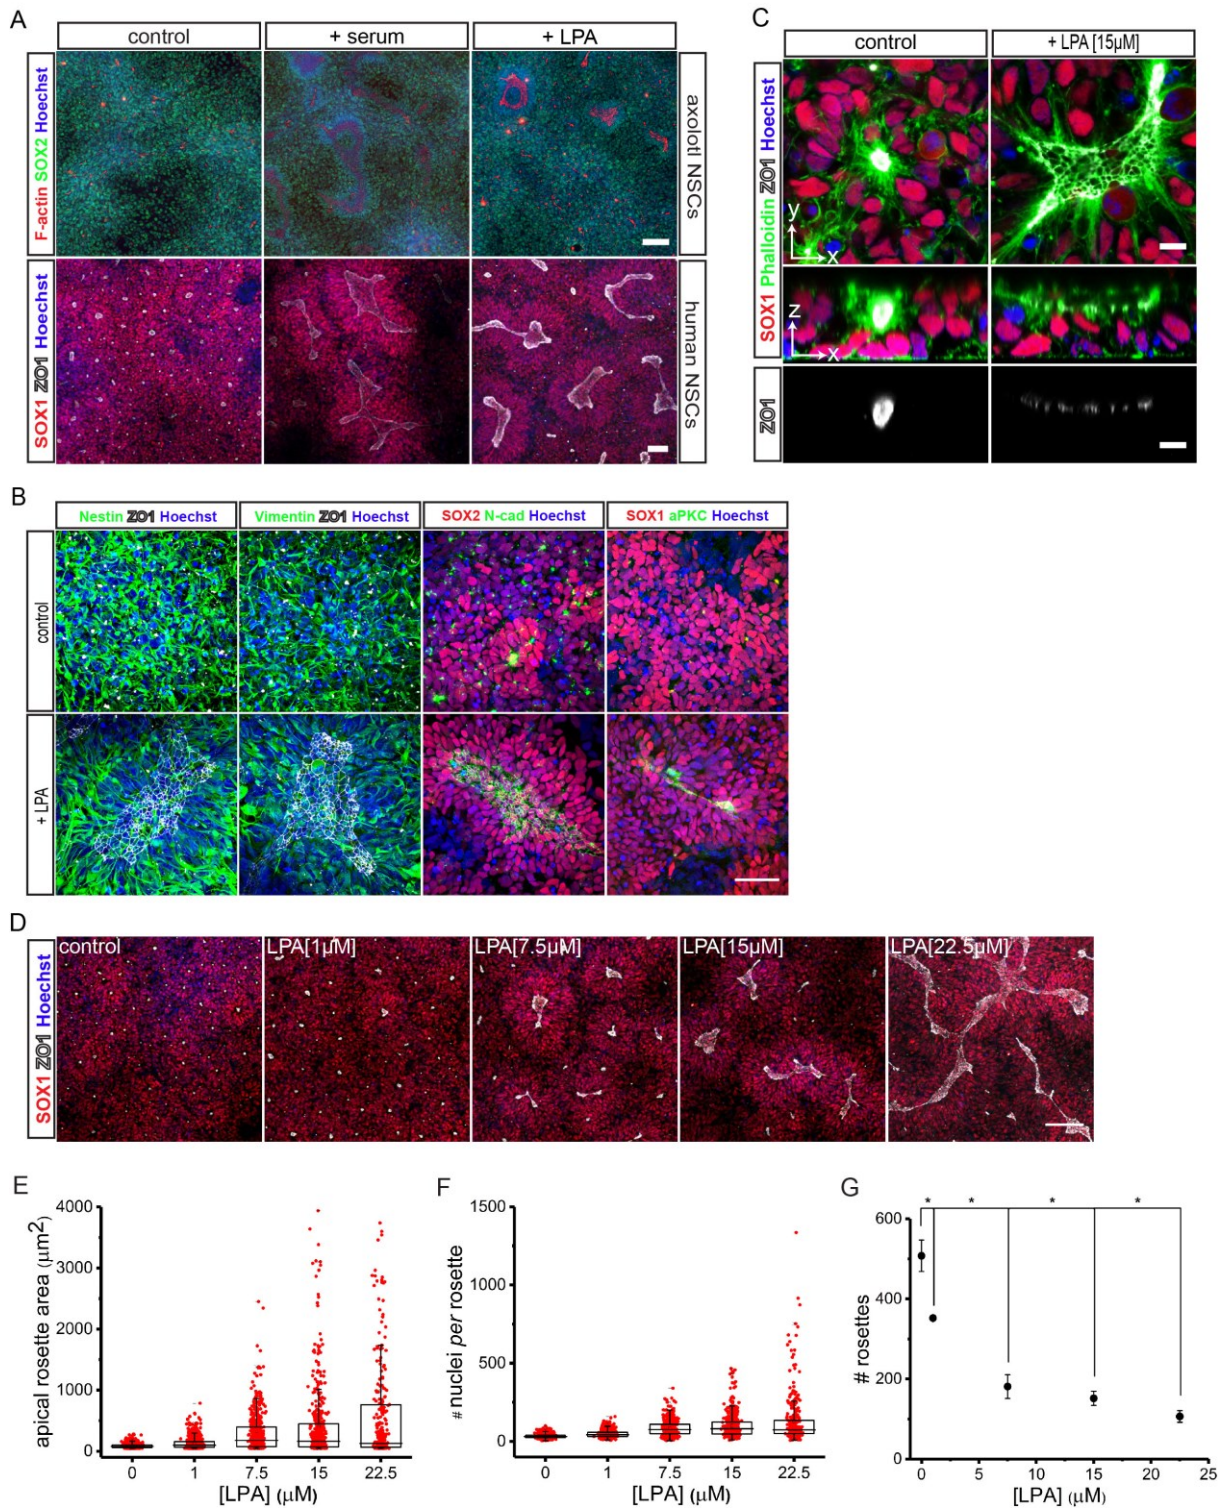 A
control
+ serum
+ LPA
F-actin SOX2 Hoechst
axolotl NSCs
SOX1 ZO1 Hoechst
human NSCs
C
control
+ LPA [15μM]
SOX1 Phalloidin ZO1 Hoechst
y
x
z
x
ZO1
B
Nestin ZO1 Hoechst
Vimentin ZO1 Hoechst
SOX2 N-cad Hoechst
SOX1 aPKC Hoechst
control
+ LPA
D
SOX1 ZO1 Hoechst
control
LPA[1μM]
LPA[7.5μM]
LPA[15μM]
LPA[22.5μM]
E
apical rosette area (μm2)
4000
3000
2000
1000
0
0 1 7.5 15 22.5
[LPA] (μM)
F
# nuclei per rosette
1500
1000
500
0
0 1 7.5 15 22.5
[LPA] (μM)
G
* * * *
# rosettes
600
400
200
0
0 5 10 15 20 25
[LPA] (μM)